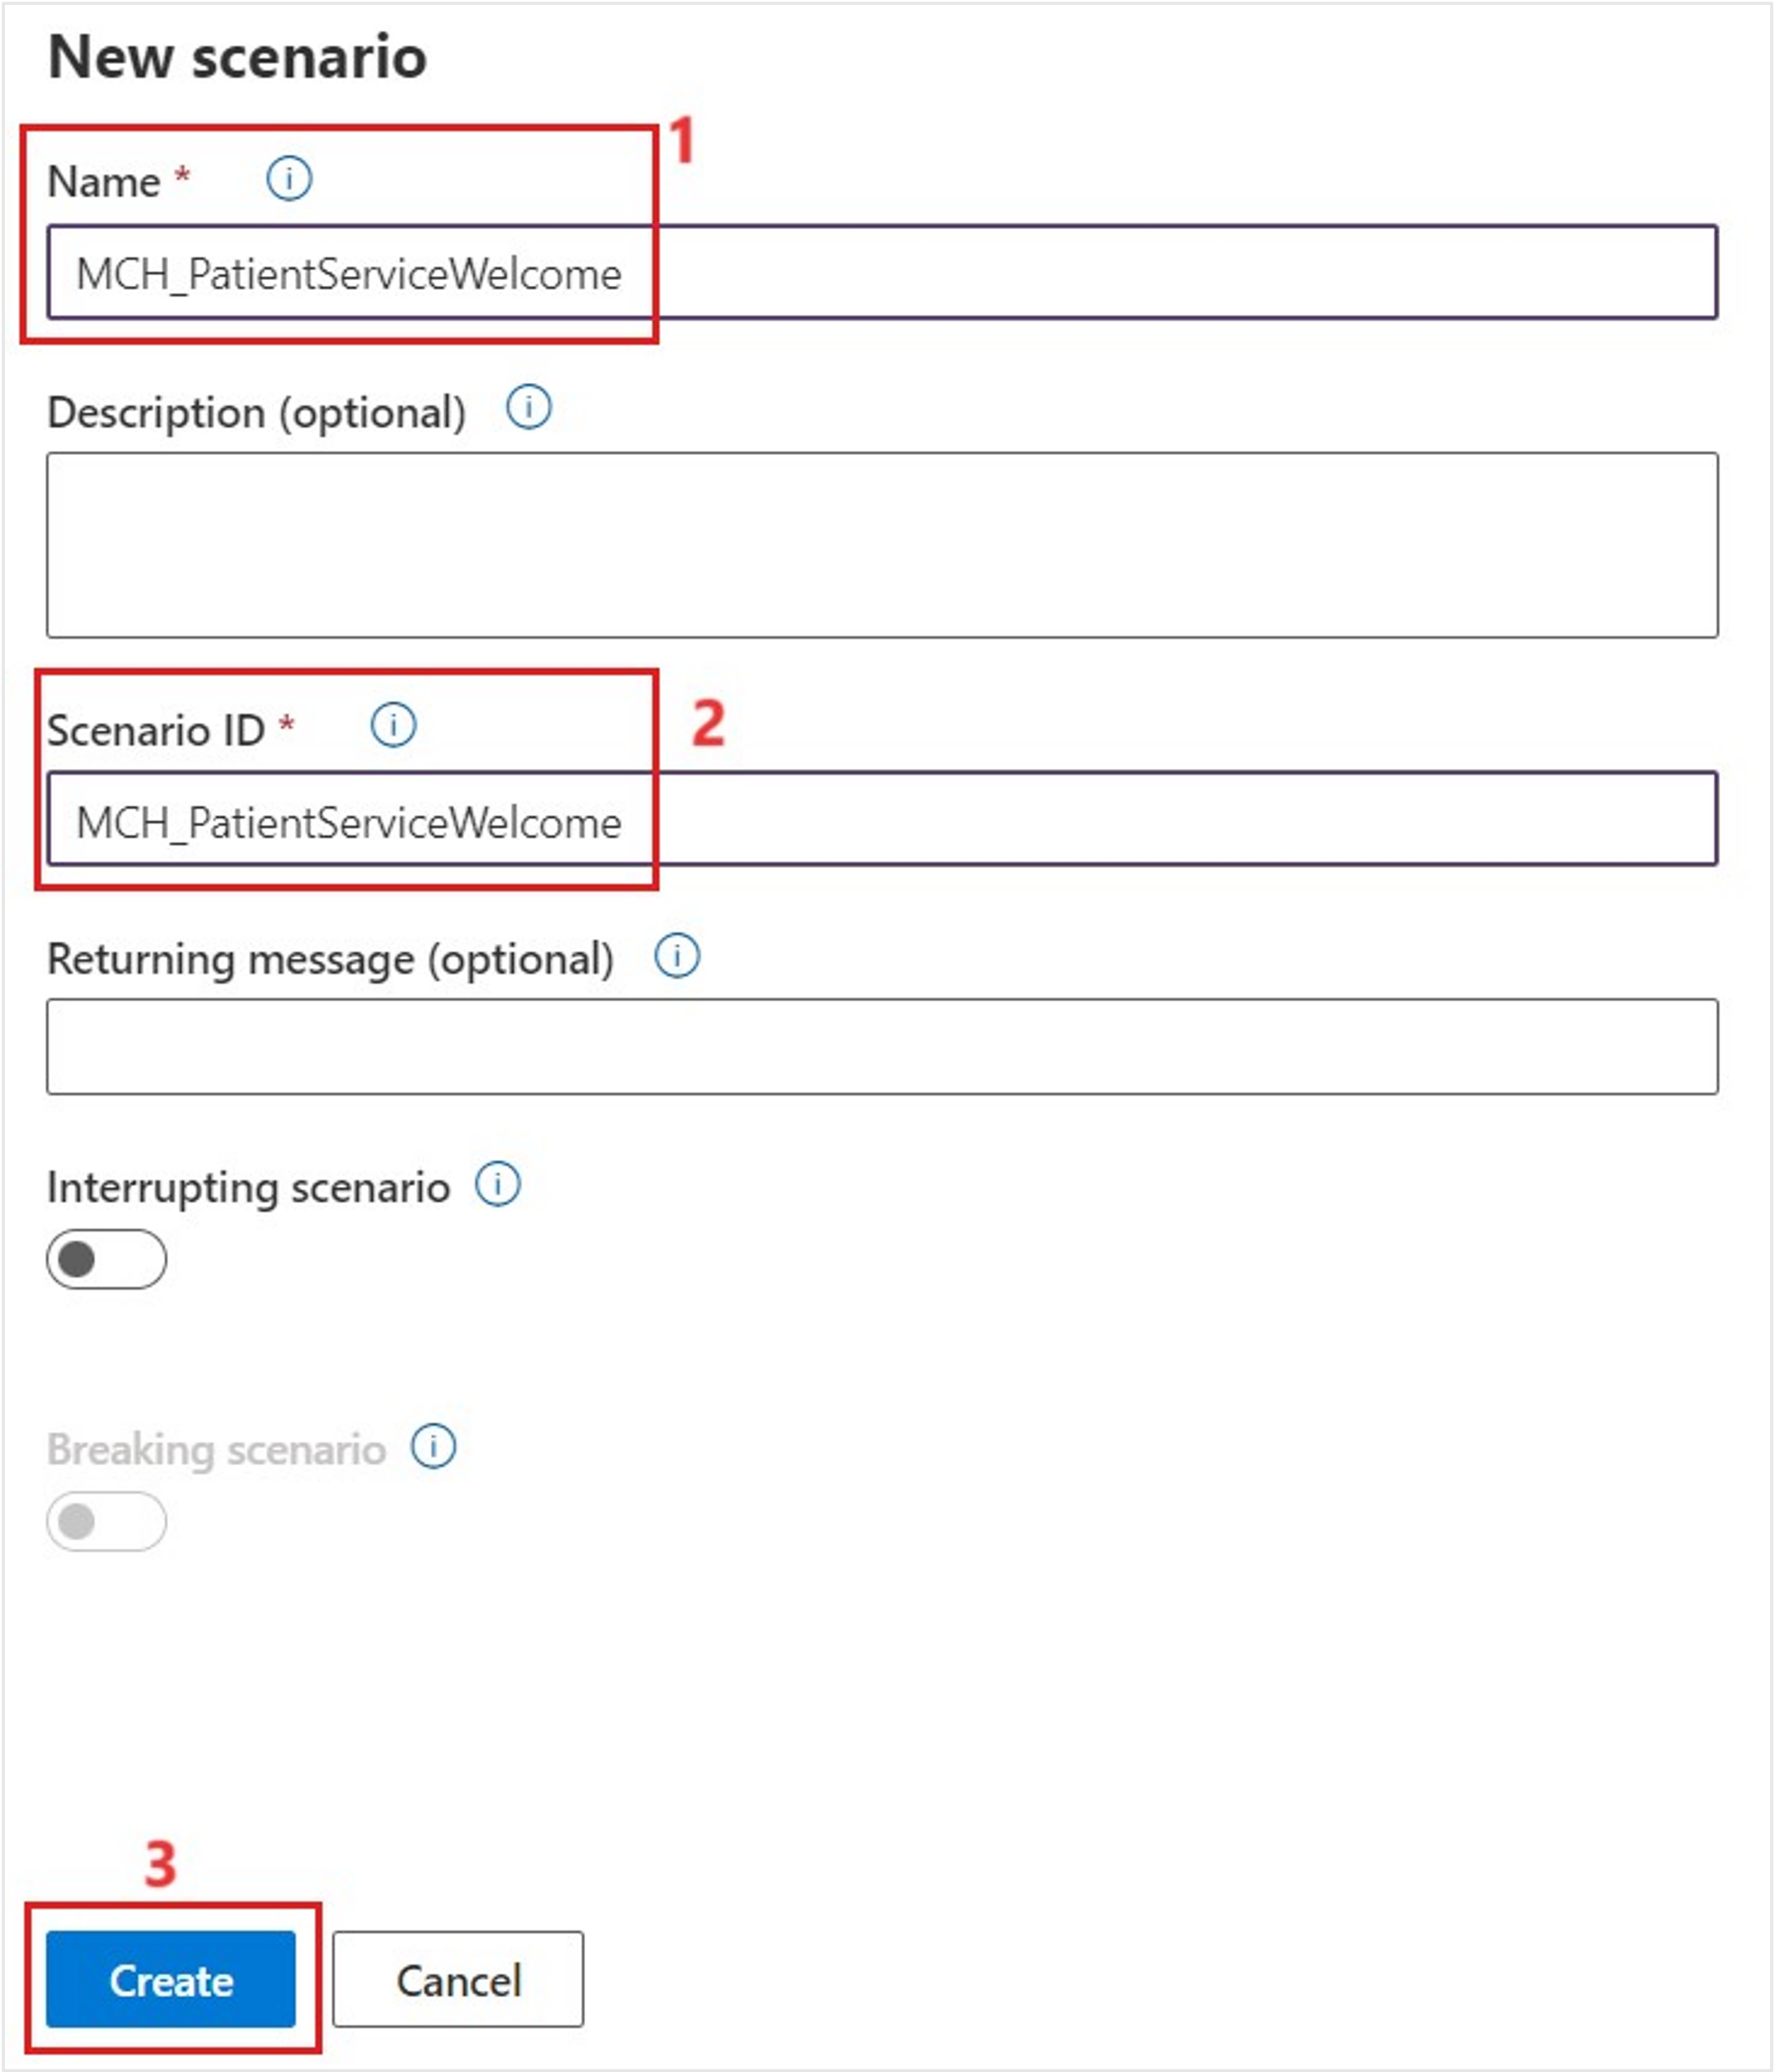 New scenario
1
Name *
MCH_PatientServiceWelcome
Description (optional)
2
Scenario ID *
MCH_PatientServiceWelcome
Returning message (optional)
Interrupting scenario
Breaking scenario
3
Create Cancel